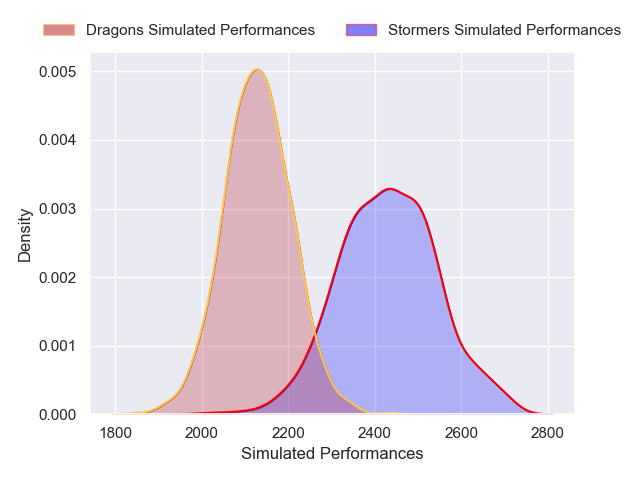 Dragons Simulated Performances Stormers Simulated Performances
0.005
0.004
0.003
0.002
0.001
0.000
Density
1800 2000 2200 2400 2600 2800
Simulated Performances